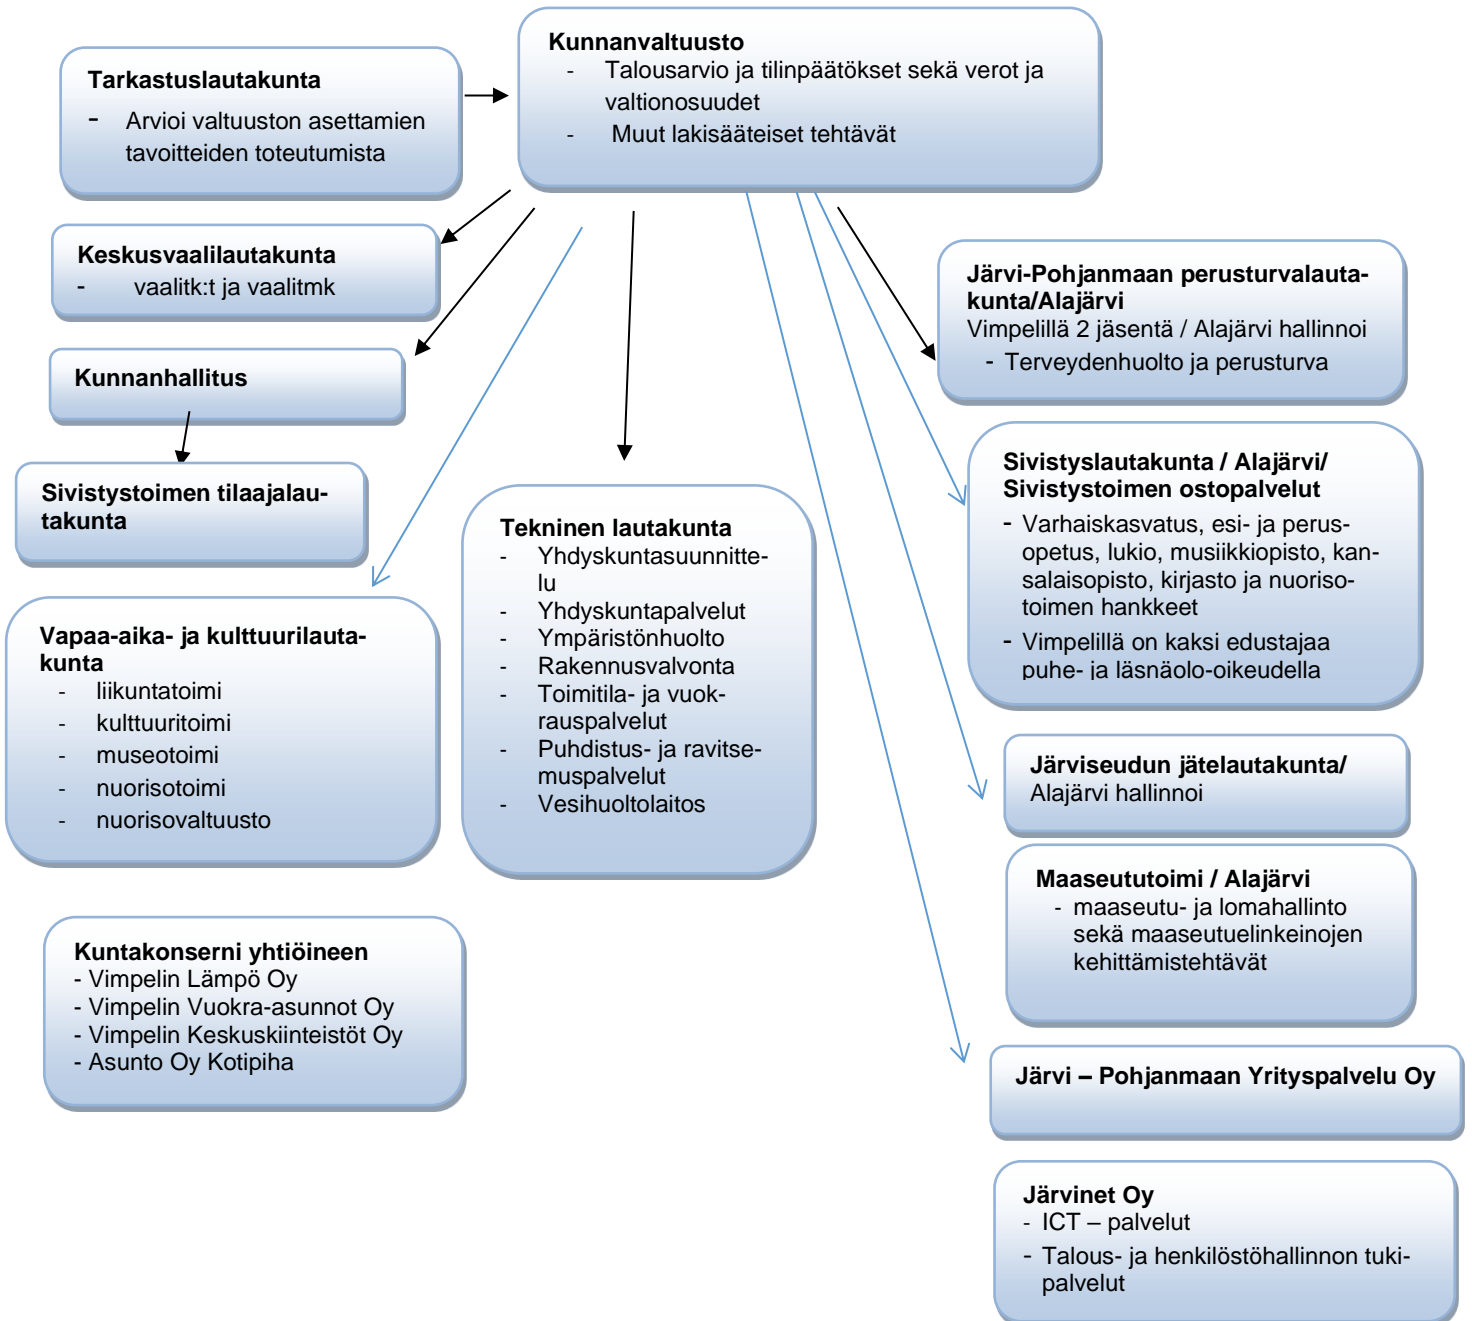 Kunnanvaltuusto
- Talousarvio ja tilinpäätökset sekä verot ja
valtionosuudet
- Muut lakisääteiset tehtävät
Tarkastuslautakunta
- Arvioi valtuuston asettamien
tavoitteiden toteutumista
Keskusvaalilautakunta
- vaalitk:t ja vaalitmk
Kunnanhallitus
Sivistystoimen tilaajalau-
takunta
Vapaa-aika- ja kulttuurilauta-
kunta
- liikuntatoimi
- kulttuuritoimi
- museotoimi
- nuorisotoimi
- nuorisovaltuusto
Kuntakonserni yhtiöineen
- Vimpelin Lämpö Oy
- Vimpelin Vuokra-asunnot Oy
- Vimpelin Keskuskiinteistöt Oy
- Asunto Oy Kotipiha
Tekninen lautakunta
- Yhdyskuntasuunnitte-
lu
- Yhdyskuntapalvelut
- Ympäristönhuolto
- Rakennusvalvonta
- Toimitila- ja vuok-
rauspalvelut
- Puhdistus- ja ravitse-
muspalvelut
- Vesihuoltolaitos
Järvi-Pohjanmaan perusturvalauta-
kunta/Alajärvi
Vimpelillä 2 jäsentä / Alajärvi hallinnoi
- Terveydenhuolto ja perusturva
Sivistyslautakunta / Alajärvi/
Sivistystoimen ostopalvelut
- Varhaiskasvatus, esi- ja perus-
opetus, lukio, musiikkiopisto, kan-
salaisopisto, kirjasto ja nuoriso-
toimen hankkeet
- Vimpelillä on kaksi edustajaa
puhe- ja läsnäolo-oikeudella
Järviseudun jätelautakunta/
Alajärvi hallinnoi
Maaseututoimi / Alajärvi
- maaseutu- ja lomahallinto
sekä maaseutuelinkeinojen
kehittämistehtävät
Järvi – Pohjanmaan Yrityspalvelu Oy
Järvinet Oy
- ICT – palvelut
- Talous- ja henkilöstöhallinnon tuki-
palvelut